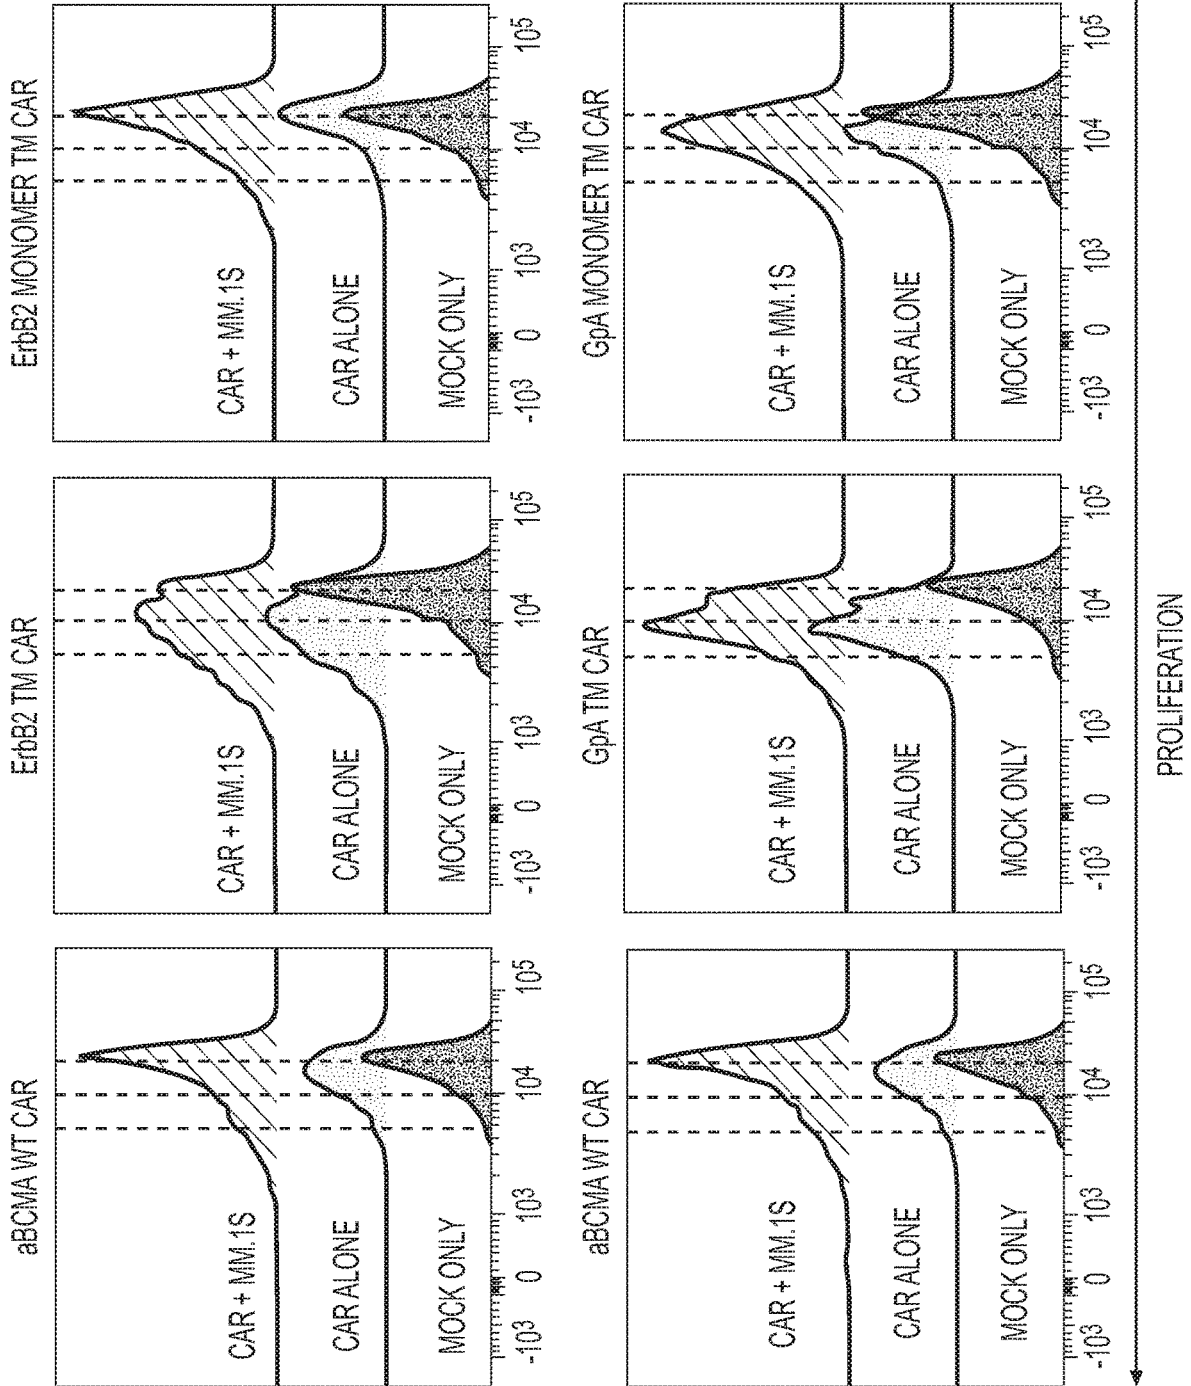 aBCMA WT CAR
CAR + MM.1S
CAR ALONE
MOCK ONLY
-10³ 0 10³ 10⁴ 10⁵
ErbB2 TM CAR
CAR + MM.1S
CAR ALONE
MOCK ONLY
-10³ 0 10³ 10⁴ 10⁵
ErbB2 MONOMER TM CAR
CAR + MM.1S
CAR ALONE
MOCK ONLY
-10³ 0 10³ 10⁴ 10⁵
aBCMA WT CAR
CAR + MM.1S
CAR ALONE
MOCK ONLY
-10³ 0 10³ 10⁴ 10⁵
GpA TM CAR
CAR + MM.1S
CAR ALONE
MOCK ONLY
-10³ 0 10³ 10⁴ 10⁵
GpA MONOMER TM CAR
CAR + MM.1S
CAR ALONE
MOCK ONLY
-10³ 0 10³ 10⁴ 10⁵
PROLIFERATION